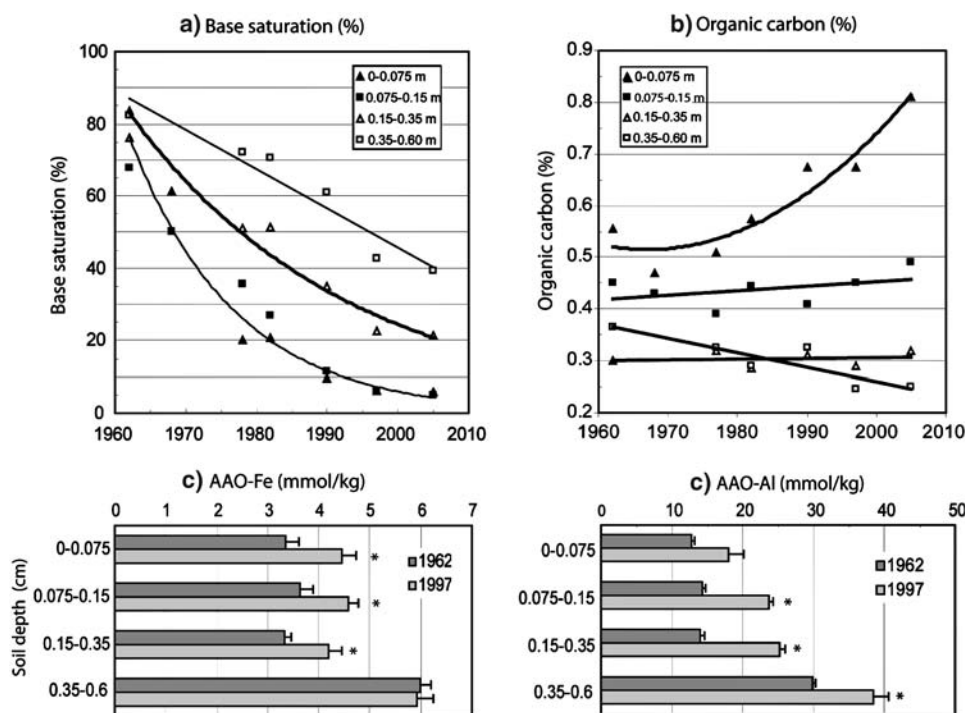 a) Base saturation (%)
100
80
60
40
20
0
Base saturation (%)
1960 1970 1980 1990 2000 2010
0-0.075 m
0.075-0.15 m
0.15-0.35 m
0.35-0.60 m
b) Organic carbon (%)
0.9
0.8
0.7
0.6
0.5
0.4
0.3
0.2
Organic carbon (%)
1960 1970 1980 1990 2000 2010
0-0.075 m
0.075-0.15 m
0.15-0.35 m
0.35-0.60 m
c) AAO-Fe (mmol/kg)
0 1 2 3 4 5 6 7
Soil depth (cm)
0-0.075
0.075-0.15
0.15-0.35
0.35-0.6
*
*
*
1962
1997
c) AAO-Al (mmol/kg)
0 10 20 30 40 50
0-0.075
0.075-0.15
0.15-0.35
0.35-0.6
*
*
*
1962
1997